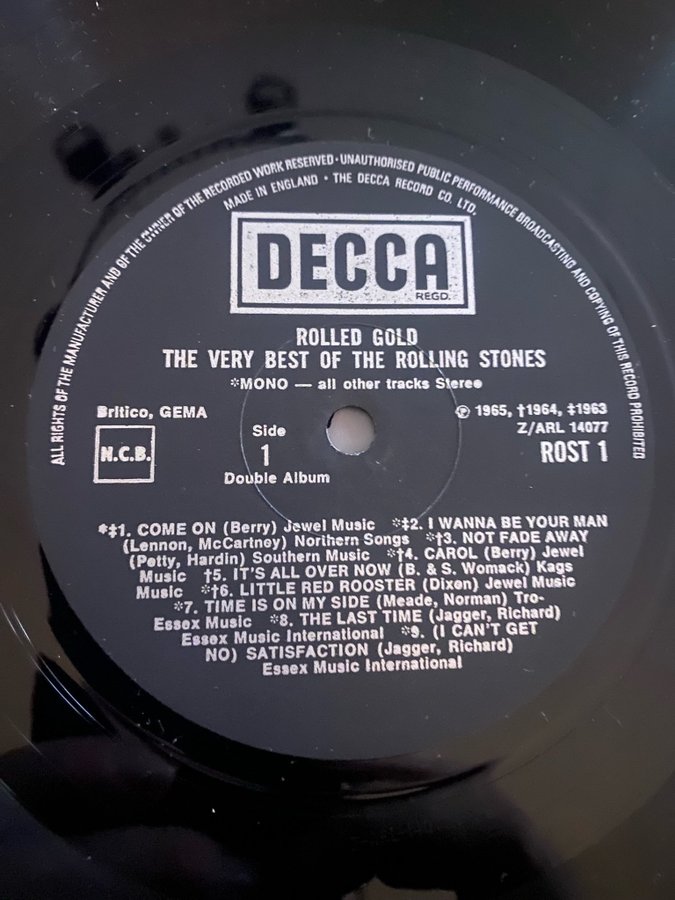 ALL RIGHTS OF THE MANUFACTURER AND OF THE OWNER OF THE RECORDED WORK RESERVED · UNAUTHORISED PUBLIC PERFORMANCE BROADCASTING AND COPYING OF THIS RECORD PROHIBITED
MADE IN ENGLAND · THE DECCA RECORD CO. LTD.
DECCA
REGD.
ROLLED GOLD
THE VERY BEST OF THE ROLLING STONES
*MONO — all other tracks Stereo
Britico, GEMA
N.C.B.
Side
1
Double Album
℗ 1965, †1964, ‡1963
Z/ARL 14077
ROST 1
*‡1. COME ON (Berry) Jewel Music *‡2. I WANNA BE YOUR MAN
(Lennon, McCartney) Northern Songs *†3. NOT FADE AWAY
(Petty, Hardin) Southern Music *†4. CAROL (Berry) Jewel
Music †5. IT'S ALL OVER NOW (B. & S. Womack) Kags
Music *†6. LITTLE RED ROOSTER (Dixon) Jewel Music
*7. TIME IS ON MY SIDE (Meade, Norman) Tro-
Essex Music *8. THE LAST TIME (Jagger, Richard)
Essex Music International *9. (I CAN'T GET
NO) SATISFACTION (Jagger, Richard)
Essex Music International